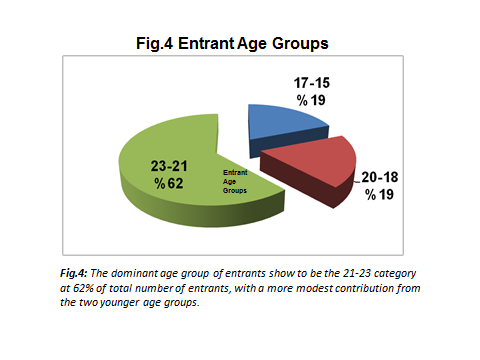 Fig.4 Entrant Age Groups
17-15
% 19
23-21
% 62
Entrant
Age
Groups
20-18
% 19
Fig.4: The dominant age group of entrants show to be the 21-23 category
at 62% of total number of entrants, with a more modest contribution from
the two younger age groups.